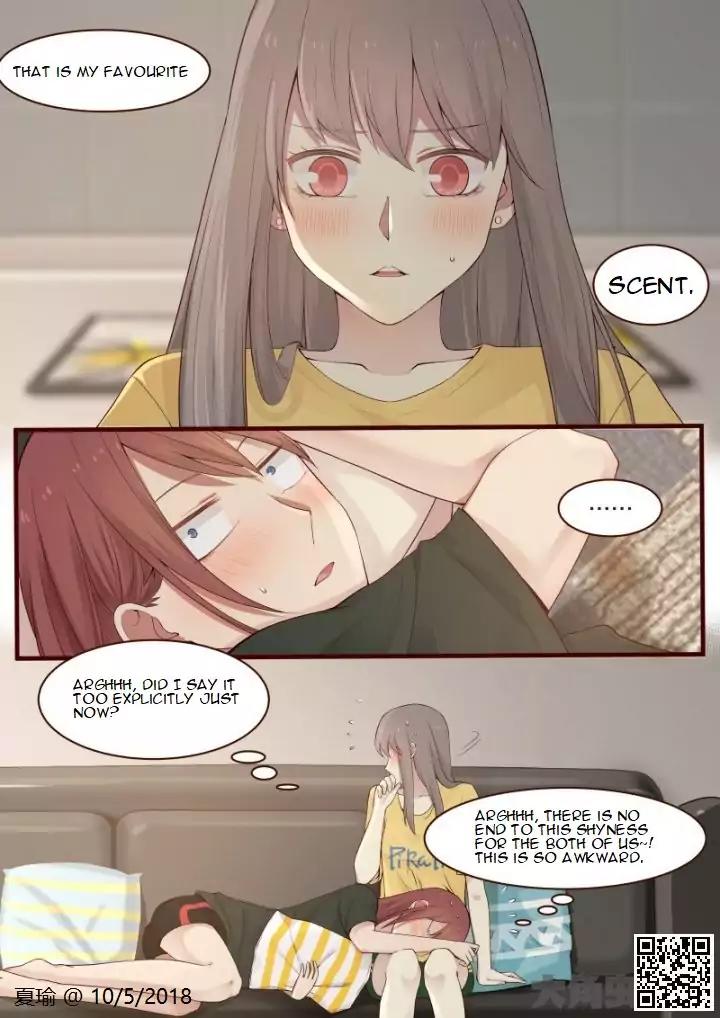 THAT IS MY FAVOURITE
SCENT.
......
ARGHHH, DID I SAY IT
TOO EXPLICITLY JUST
NOW?
ARGHHH, THERE IS NO
END TO THIS SHYNESS
FOR THE BOTH OF US~!
THIS IS SO AWKWARD.
夏瑜 @ 10/5/2018